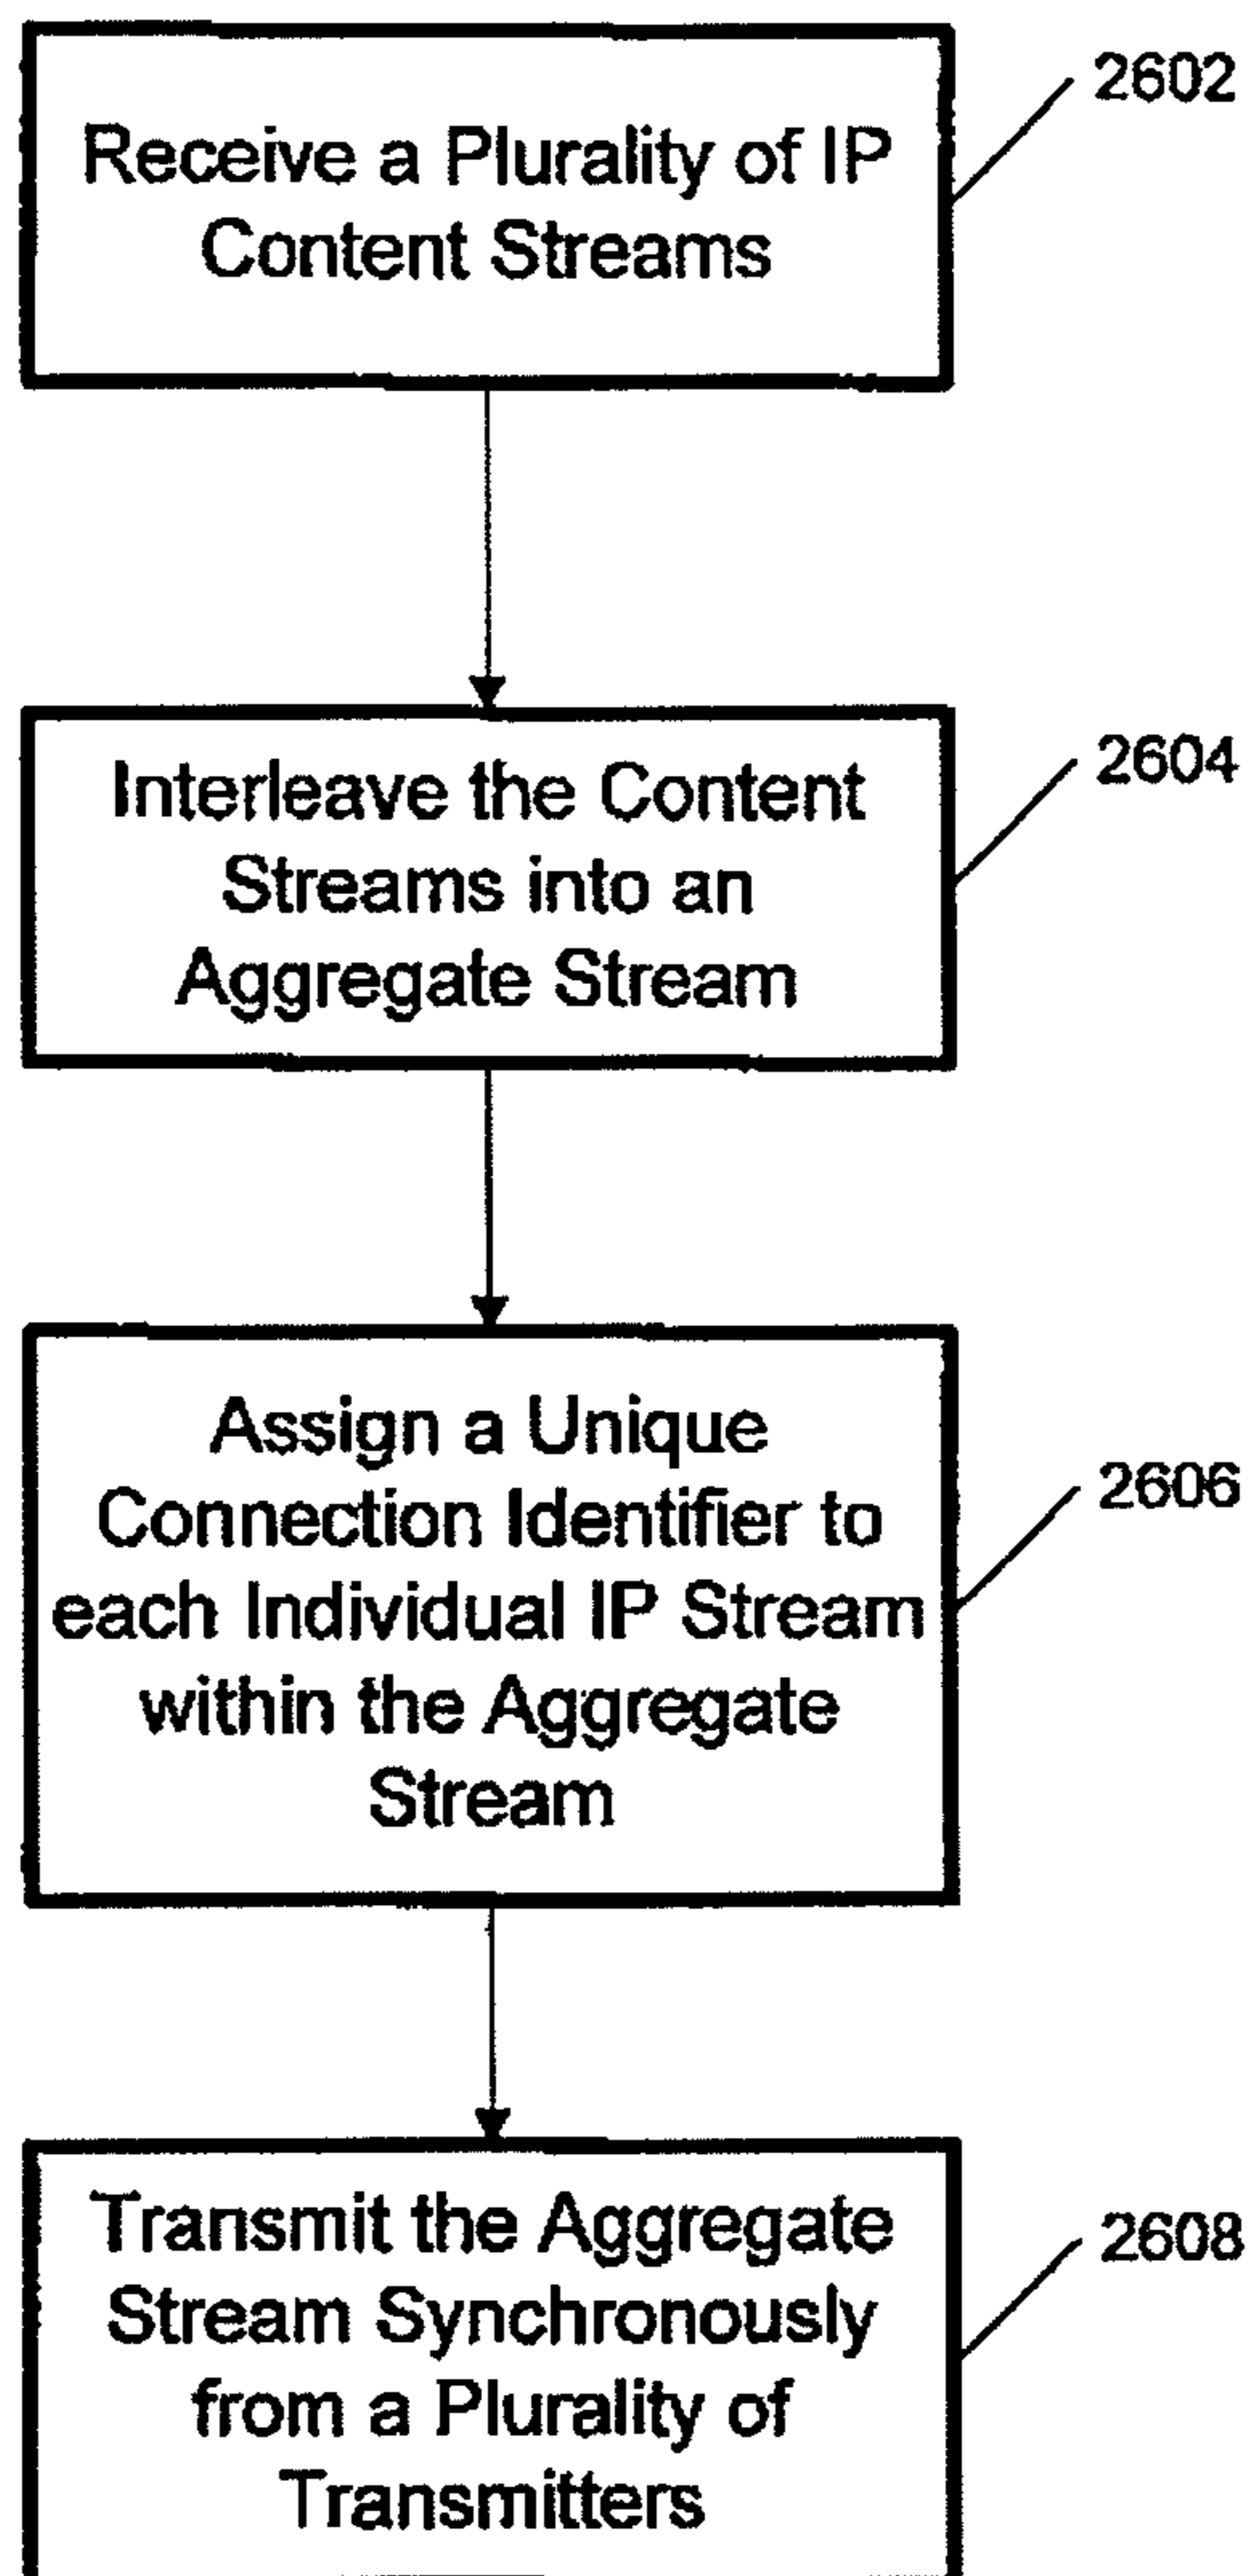 Receive a Plurality of IP
Content Streams
2602
Interleave the Content
Streams into an
Aggregate Stream
2604
Assign a Unique
Connection Identifier to
each Individual IP Stream
within the Aggregate
Stream
2606
Transmit the Aggregate
Stream Synchronously
from a Plurality of
Transmitters
2608